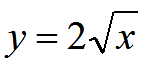 y = 2√x